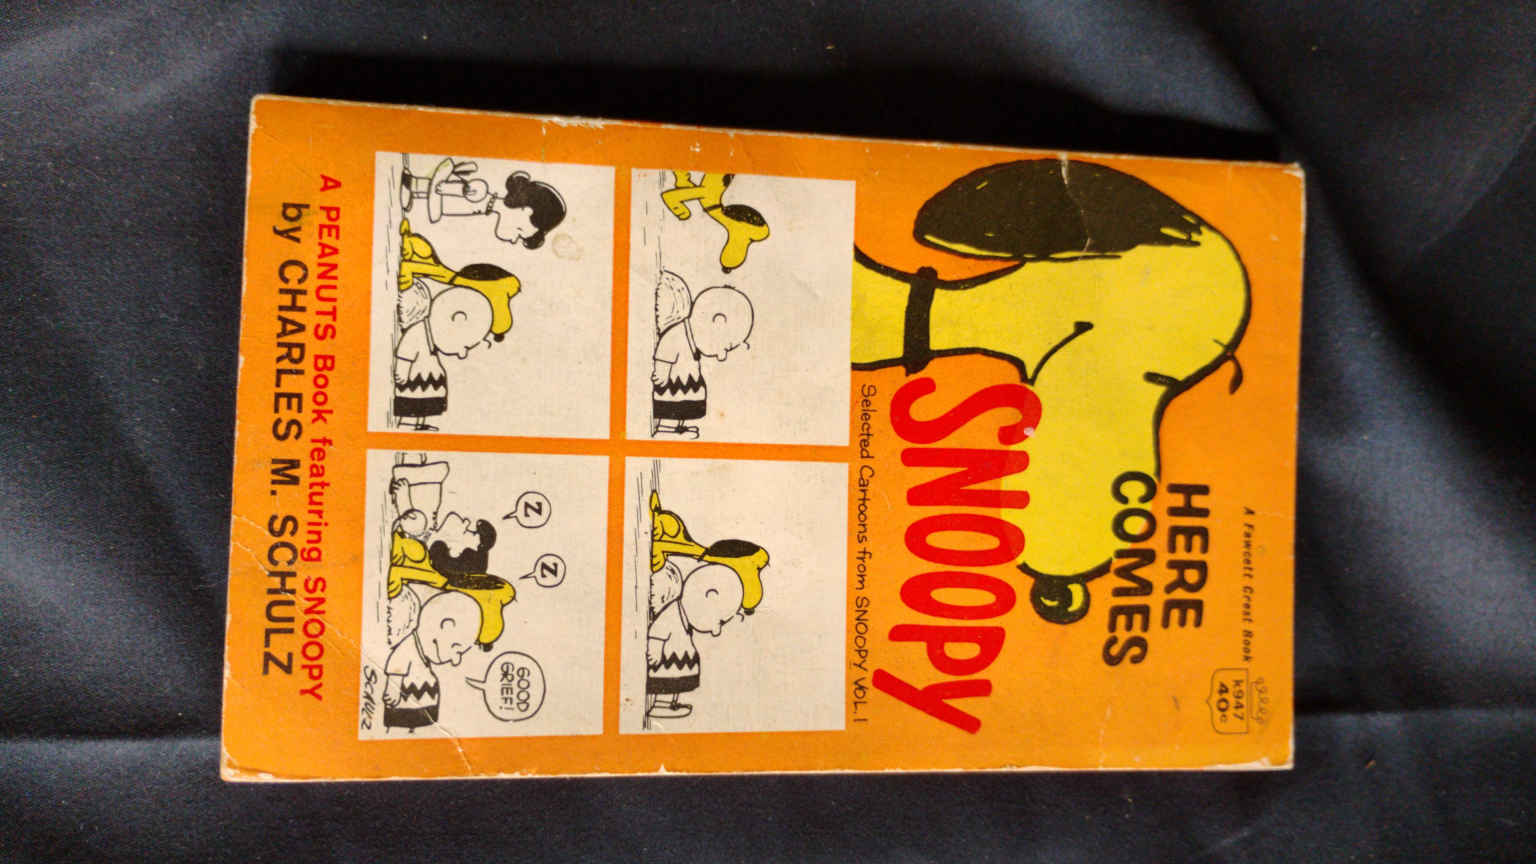 A Fawcett Crest Book
k947
40¢
HERE
COMES
SNOOPY
Selected Cartoons from SNOOPY VOL. 1
Z
Z
GOOD
GRIEF!
SCHULZ
A PEANUTS Book featuring SNOOPY
by CHARLES M. SCHULZ